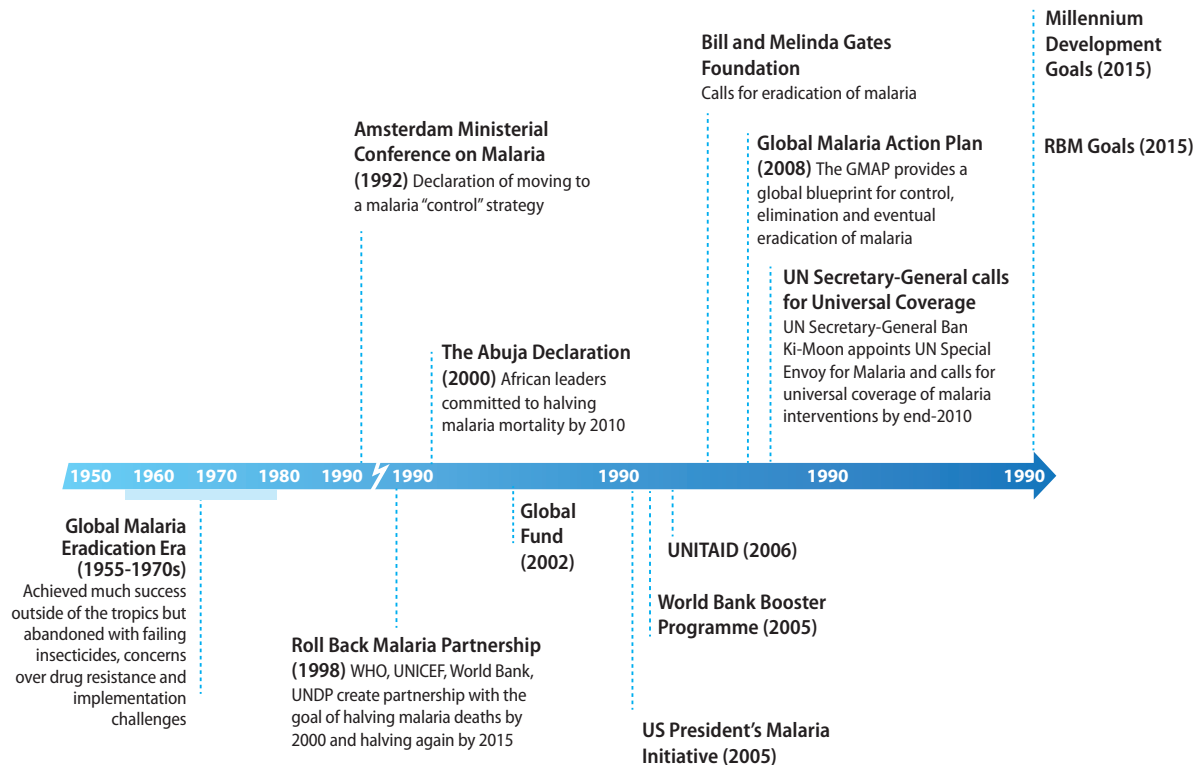 Millennium
Development
Goals (2015)
RBM Goals (2015)
Bill and Melinda Gates
Foundation
Calls for eradication of malaria
Amsterdam Ministerial
Conference on Malaria
(1992) Declaration of moving to
a malaria “control” strategy
Global Malaria Action Plan
(2008) The GMAP provides a
global blueprint for control,
elimination and eventual
eradication of malaria
UN Secretary-General calls
for Universal Coverage
UN Secretary-General Ban
Ki-Moon appoints UN Special
Envoy for Malaria and calls for
universal coverage of malaria
interventions by end-2010
The Abuja Declaration
(2000) African leaders
committed to halving
malaria mortality by 2010
1950 1960 1970 1980 1990 1990 1990 1990 1990
Global Malaria
Eradication Era
(1955-1970s)
Achieved much success
outside of the tropics but
abandoned with failing
insecticides, concerns
over drug resistance and
implementation
challenges
Roll Back Malaria Partnership
(1998) WHO, UNICEF, World Bank,
UNDP create partnership with the
goal of halving malaria deaths by
2000 and halving again by 2015
Global
Fund
(2002)
UNITAID (2006)
World Bank Booster
Programme (2005)
US President’s Malaria
Initiative (2005)